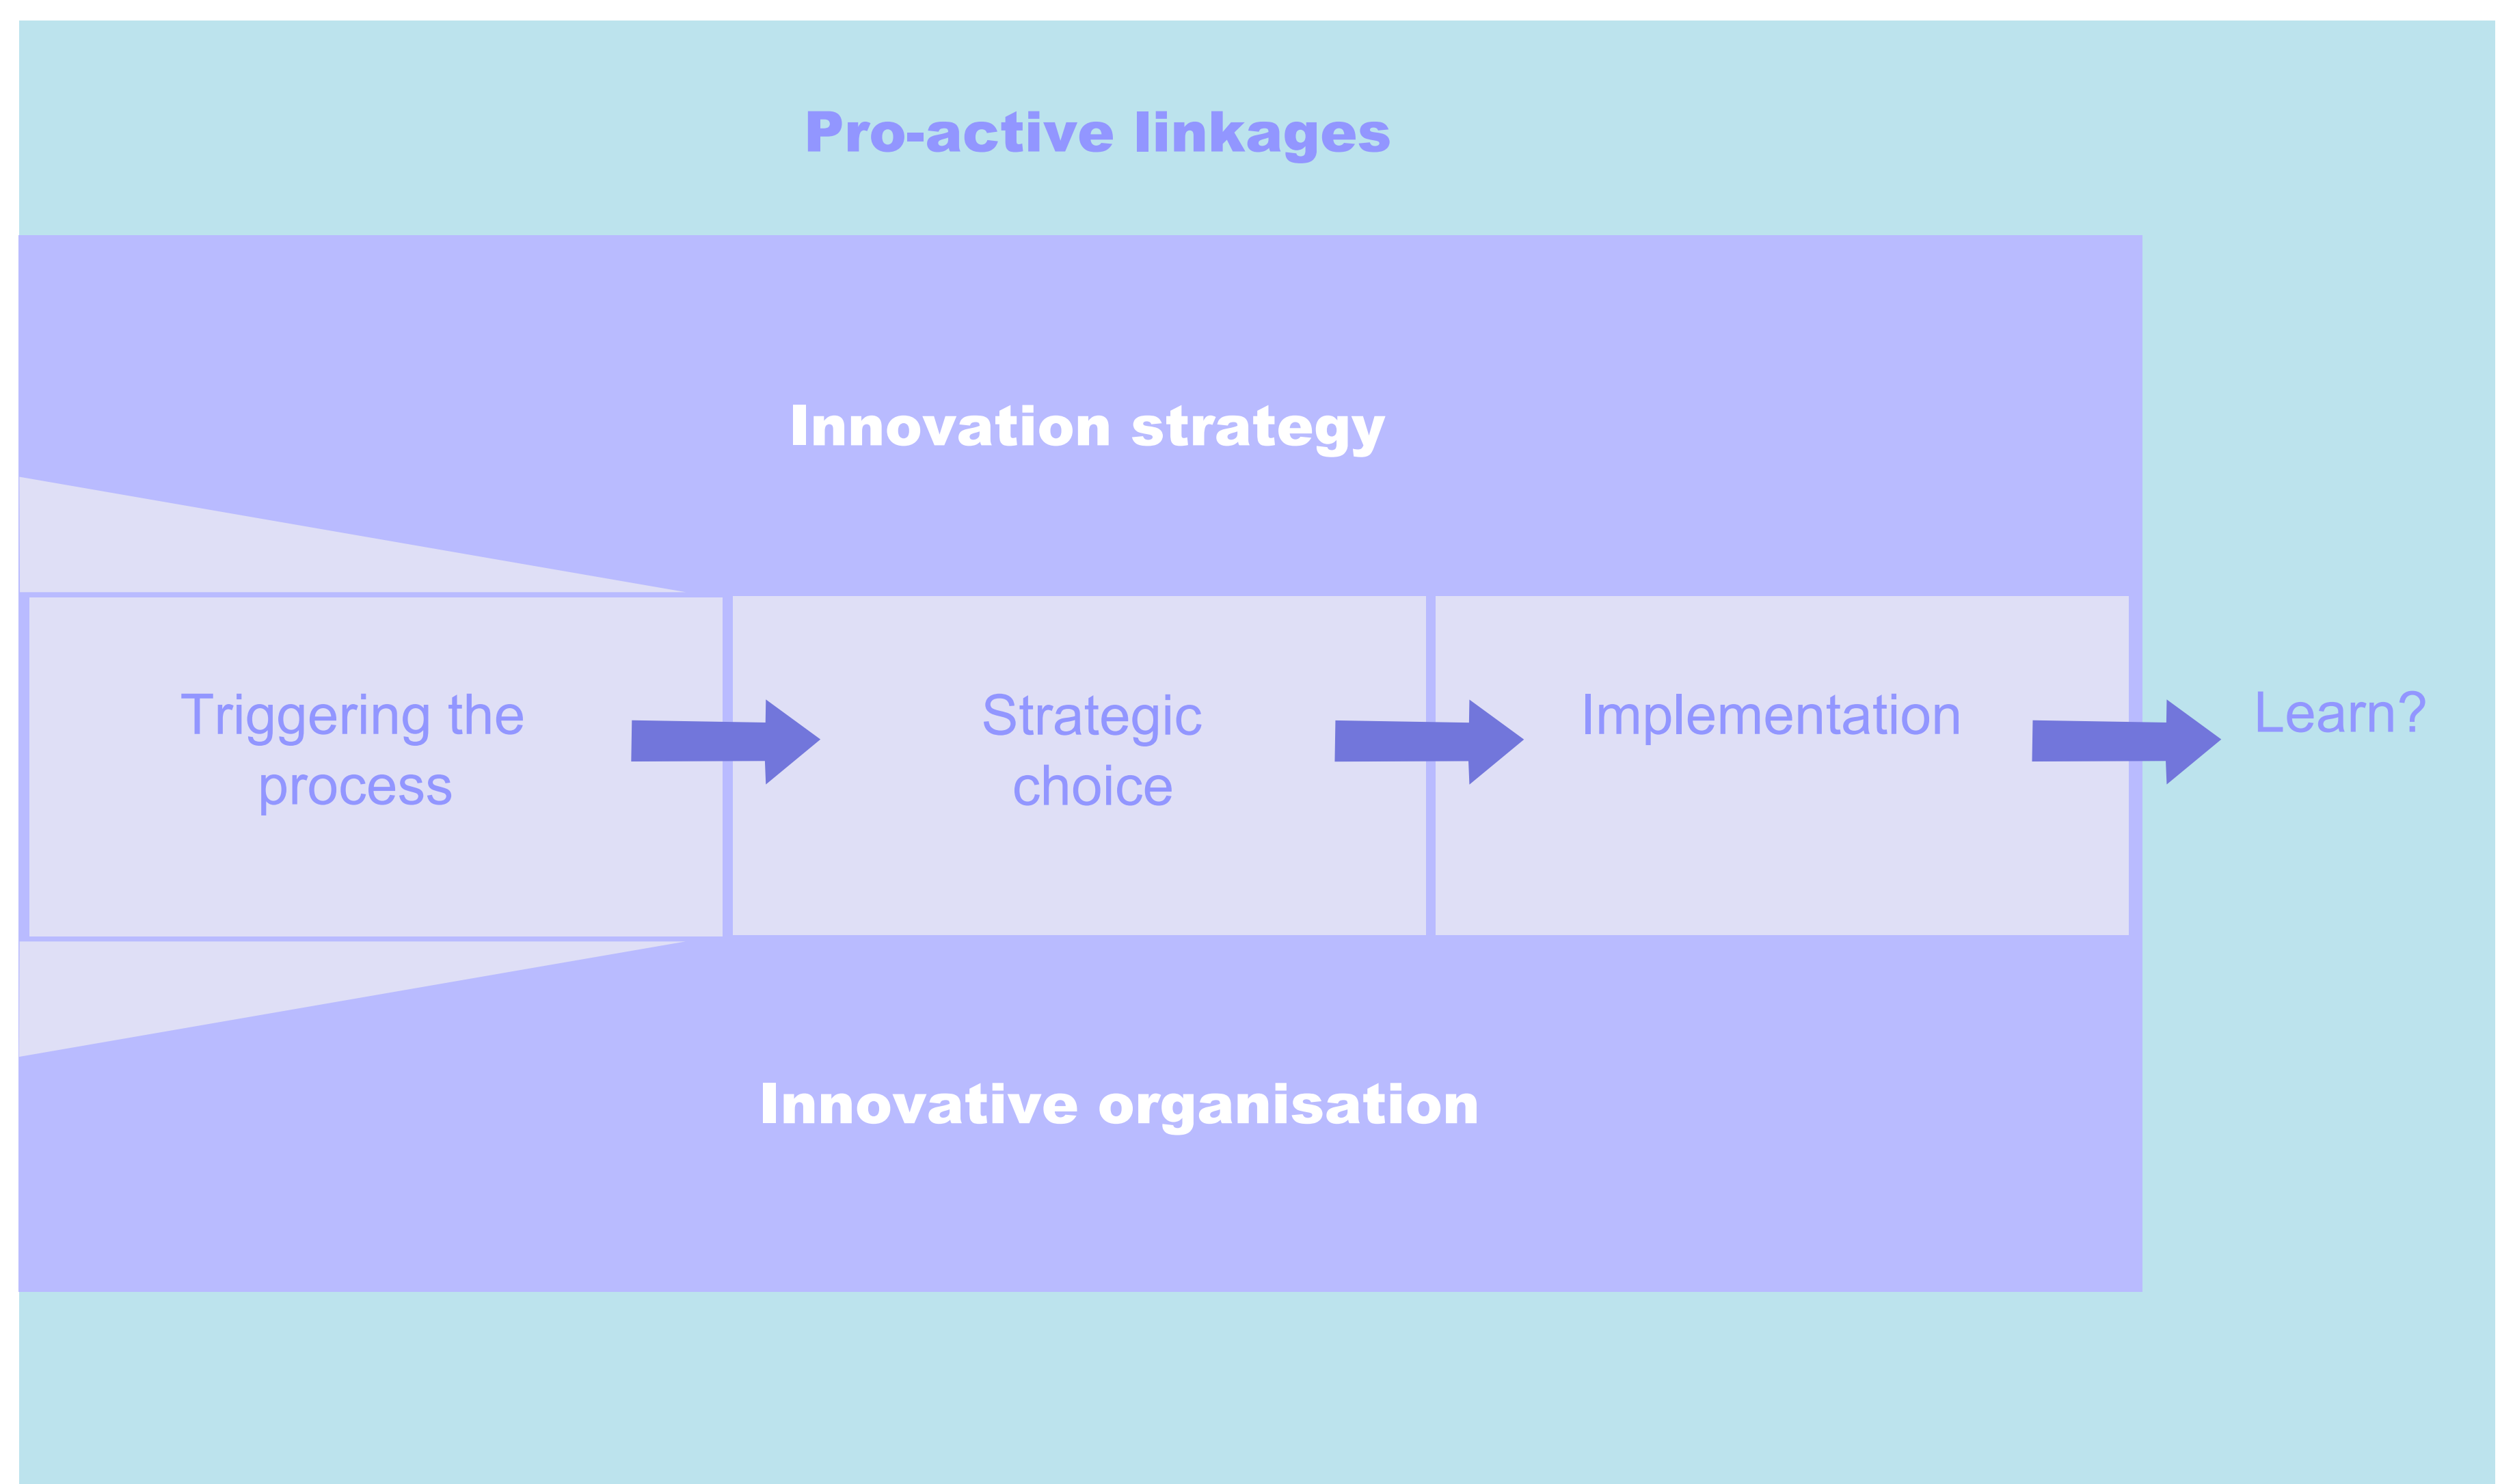 Pro-active linkages
Innovation strategy
Triggering the
process
Strategic
choice
Implementation
Learn?
Innovative organisation